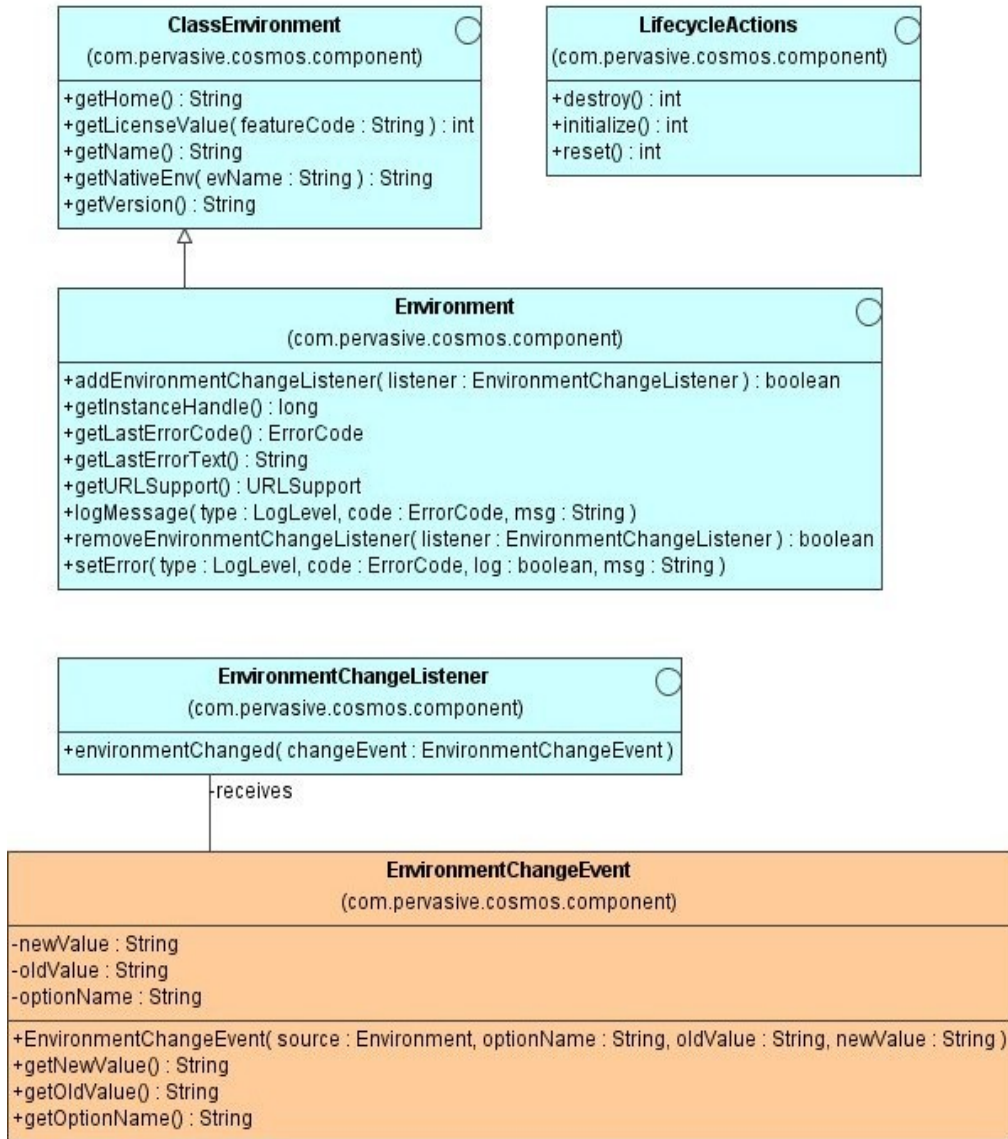 ClassEnvironment
(com.pervasive.cosmos.component)
+getHome() : String
+getLicenseValue( featureCode : String ) : int
+getName() : String
+getNativeEnv( evName : String ) : String
+getVersion() : String
LifecycleActions
(com.pervasive.cosmos.component)
+destroy() : int
+initialize() : int
+reset() : int
Environment
(com.pervasive.cosmos.component)
+addEnvironmentChangeListener( listener : EnvironmentChangeListener ) : boolean
+getInstanceHandle() : long
+getLastErrorCode() : ErrorCode
+getLastErrorText() : String
+getURLSupport() : URLSupport
+logMessage( type : LogLevel, code : ErrorCode, msg : String )
+removeEnvironmentChangeListener( listener : EnvironmentChangeListener ) : boolean
+setError( type : LogLevel, code : ErrorCode, log : boolean, msg : String )
EnvironmentChangeListener
(com.pervasive.cosmos.component)
+environmentChanged( changeEvent : EnvironmentChangeEvent )
-receives
EnvironmentChangeEvent
(com.pervasive.cosmos.component)
-newValue : String
-oldValue : String
-optionName : String
+EnvironmentChangeEvent( source : Environment, optionName : String, oldValue : String, newValue : String )
+getNewValue() : String
+getOldValue() : String
+getOptionName() : String